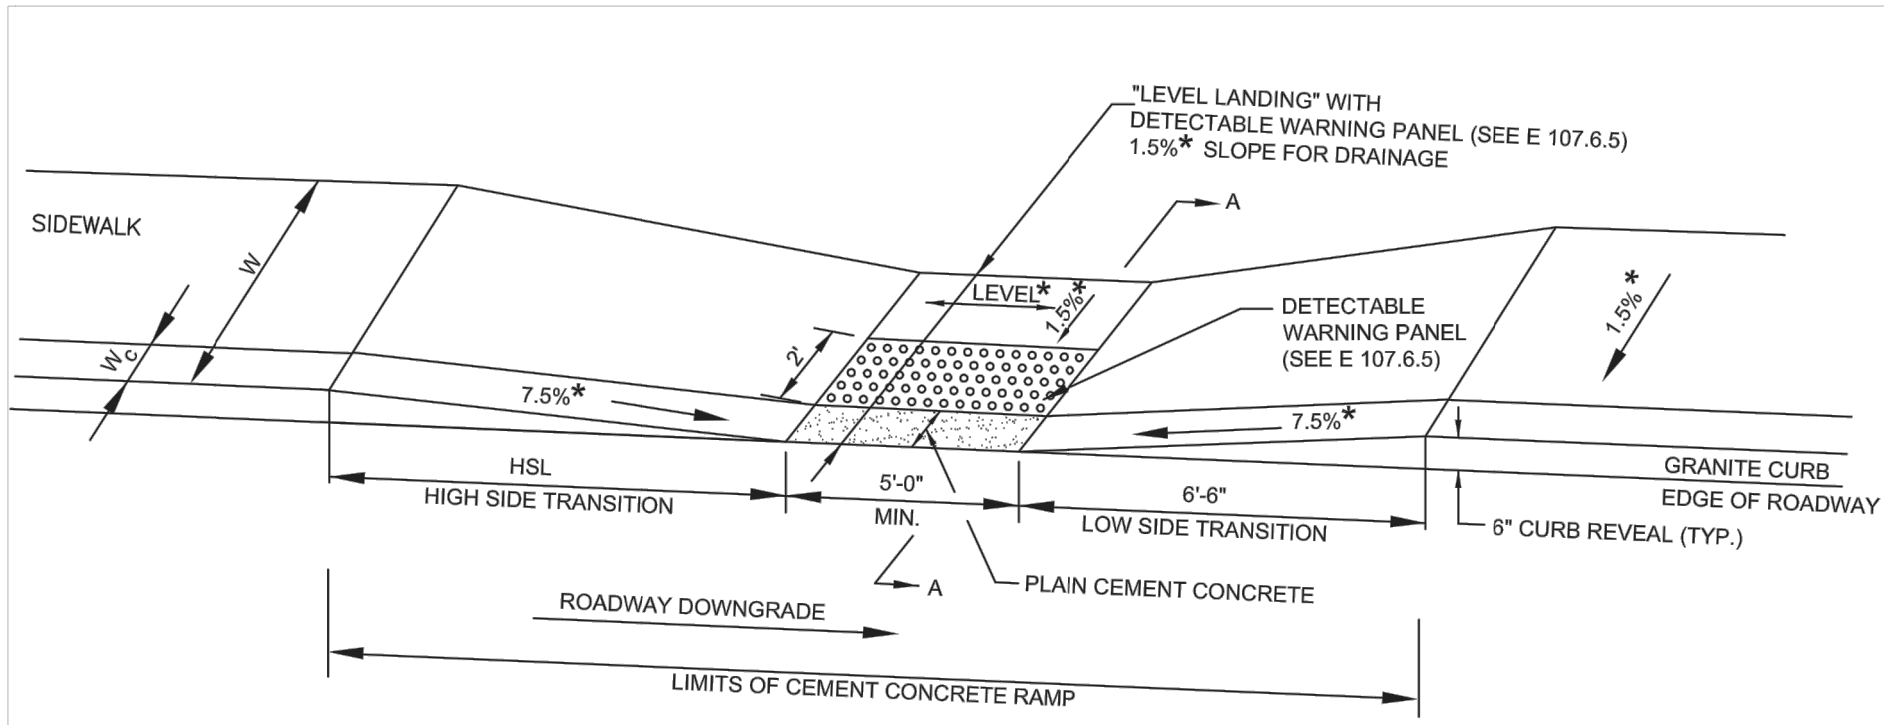 "LEVEL LANDING" WITH
DETECTABLE WARNING PANEL (SEE E 107.6.5)
1.5%* SLOPE FOR DRAINAGE
A
SIDEWALK
W
LEVEL*
1.5%*
1.5%*
DETECTABLE
WARNING PANEL
(SEE E 107.6.5)
Wc
2'
7.5%*
7.5%*
GRANITE CURB
EDGE OF ROADWAY
HSL
HIGH SIDE TRANSITION
5'-0"
MIN.
6'-6"
LOW SIDE TRANSITION
6" CURB REVEAL (TYP.)
A
PLAIN CEMENT CONCRETE
ROADWAY DOWNGRADE
LIMITS OF CEMENT CONCRETE RAMP